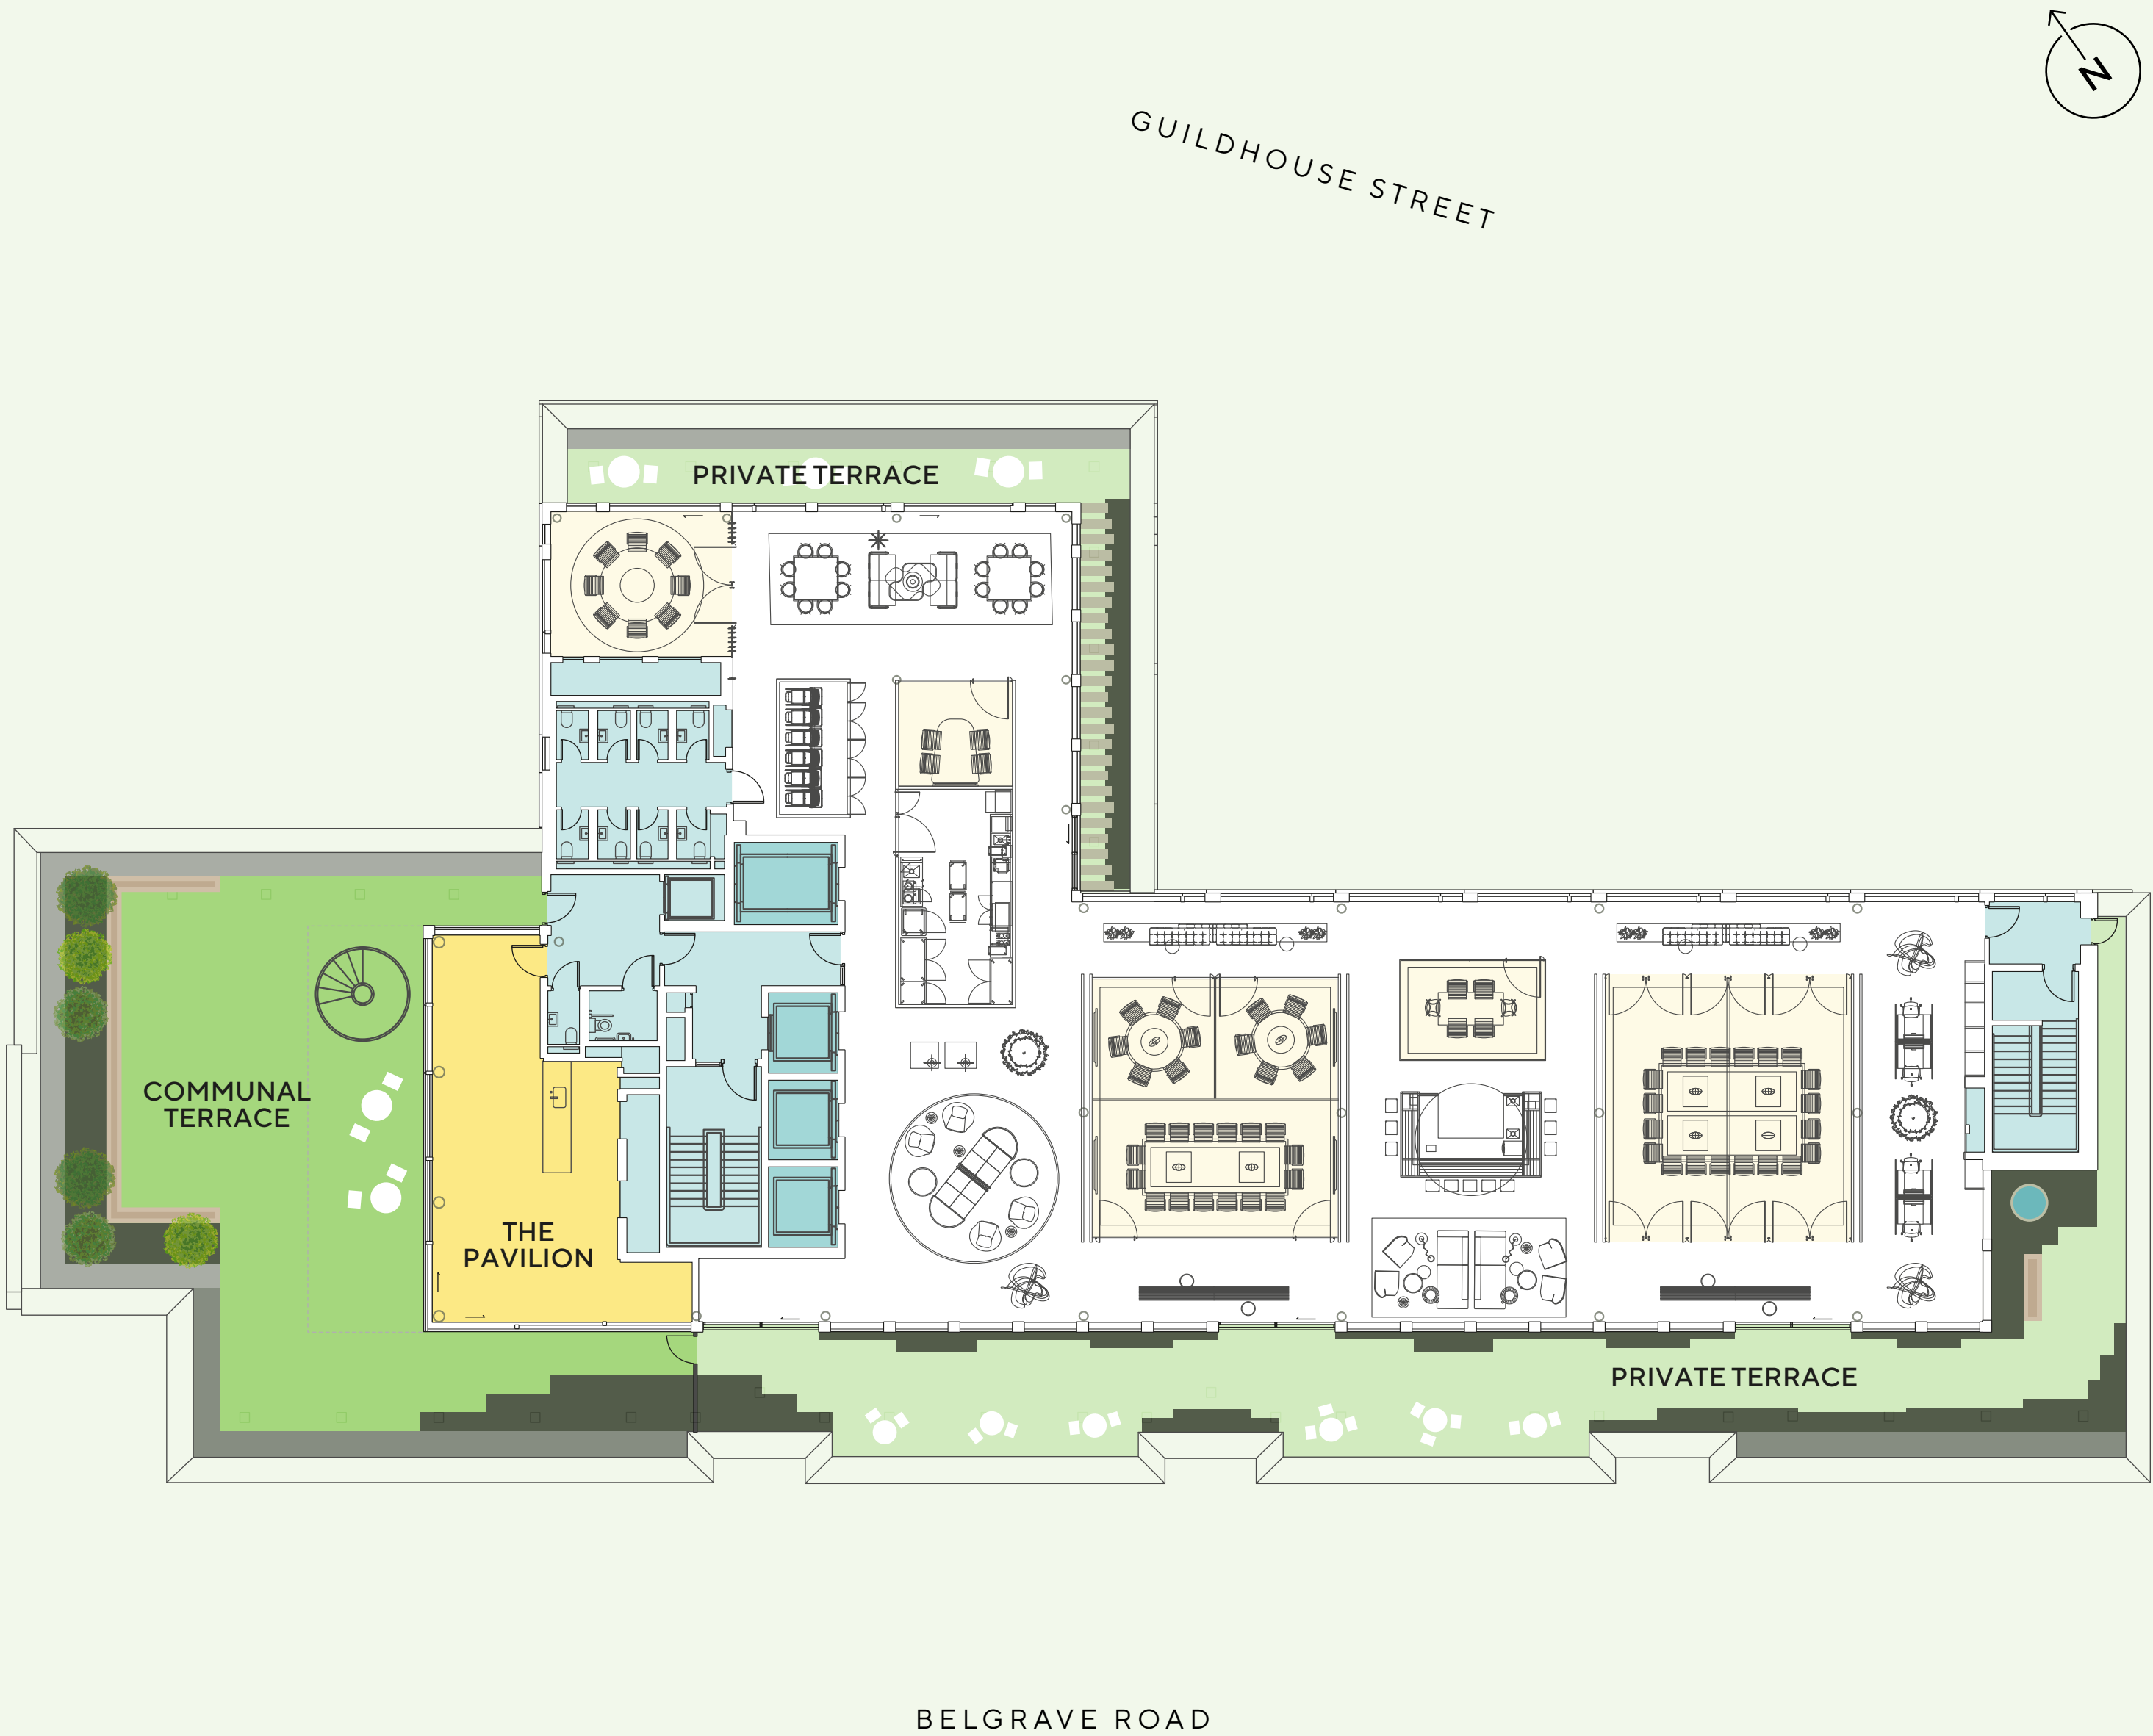 N
GUILDHOUSE STREET
PRIVATE TERRACE
COMMUNAL
TERRACE
THE
PAVILION
PRIVATE TERRACE
BELGRAVE ROAD